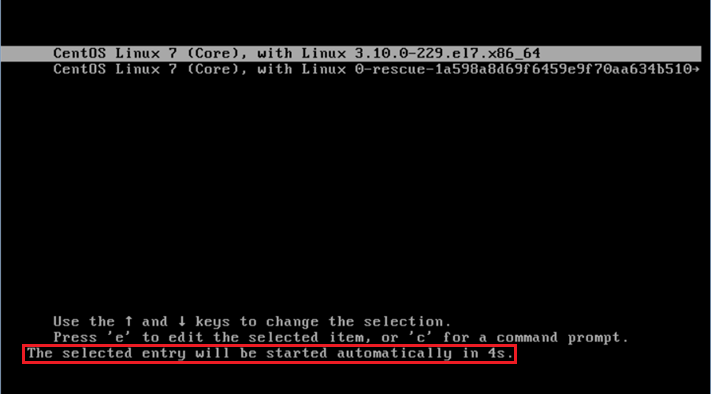 CentOS Linux 7 (Core), with Linux 3.10.0-229.el7.x86_64
CentOS Linux 7 (Core), with Linux 0-rescue-1a598a8d69f6459e9f70aa634b510→
Use the ↑ and ↓ keys to change the selection.
Press 'e' to edit the selected item, or 'c' for a command prompt.
The selected entry will be started automatically in 4s.